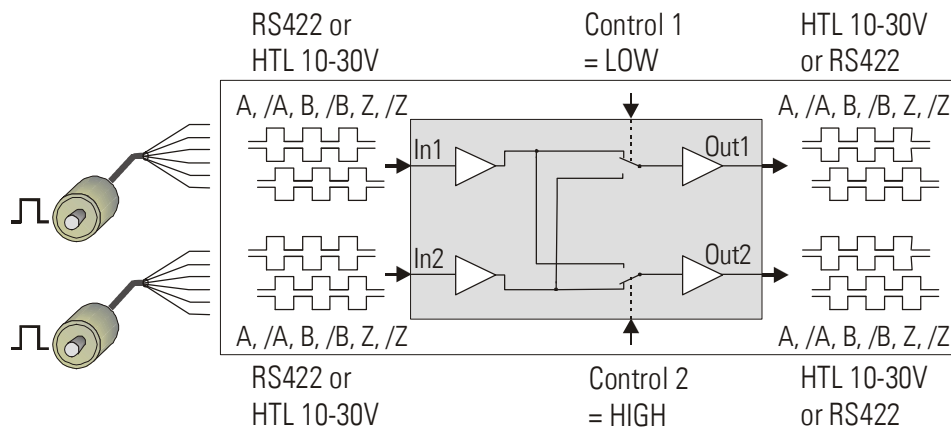 RS422 or
HTL 10-30V
Control 1
= LOW
HTL 10-30V
or RS422
A, /A, B, /B, Z, /Z
A, /A, B, /B, Z, /Z
In1
Out1
In2
Out2
A, /A, B, /B, Z, /Z
A, /A, B, /B, Z, /Z
RS422 or
HTL 10-30V
Control 2
= HIGH
HTL 10-30V
or RS422